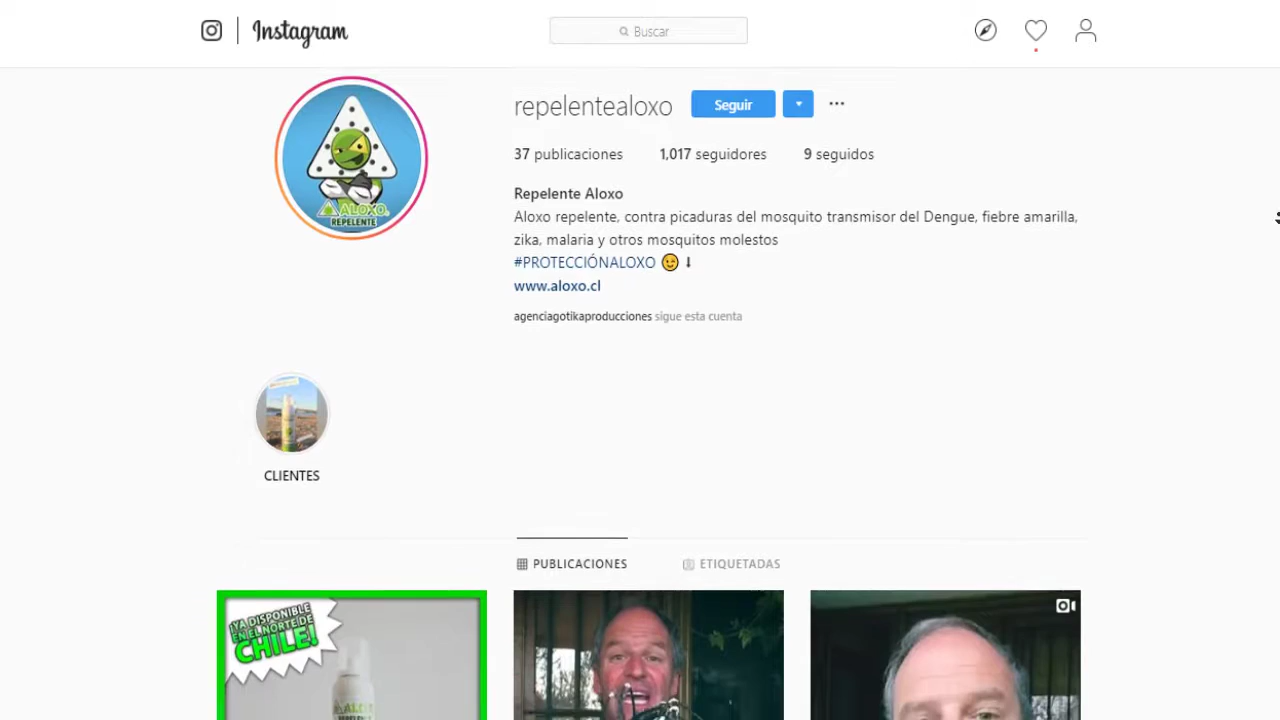 Instagram
Buscar
repelentealoxo Seguir
37 publicaciones 1,017 seguidores 9 seguidos
Repelente Aloxo
Aloxo repelente, contra picaduras del mosquito transmisor del Dengue, fiebre amarilla,
zika, malaria y otros mosquitos molestos
#PROTECCIÓNALOXO 😉 ⬇
www.aloxo.cl
agenciagotikaproducciones sigue esta cuenta
ALOXO
REPELENTE
CLIENTES
PUBLICACIONES ETIQUETADAS
¡YA DISPONIBLE
EN EL NORTE DE
CHILE!